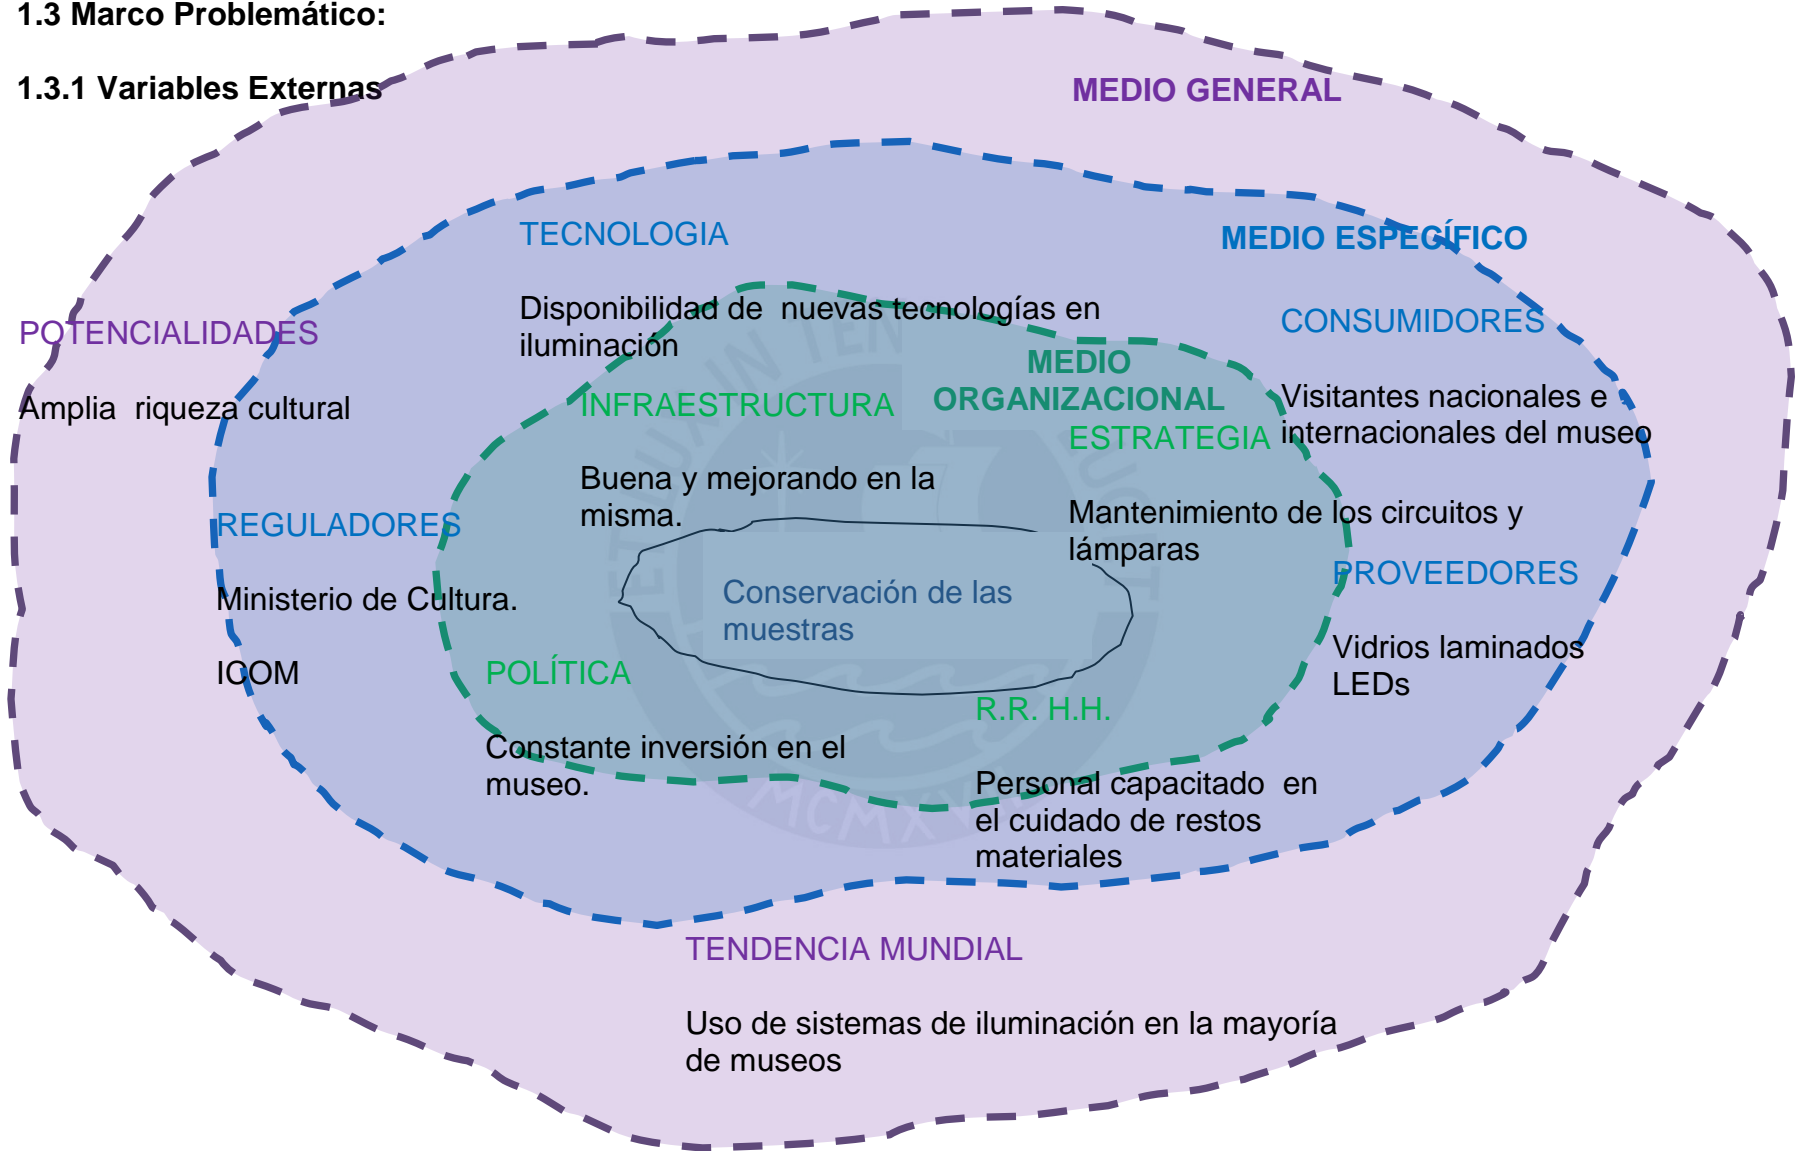 1.3 Marco Problemático:
1.3.1 Variables Externas
MEDIO GENERAL
TECNOLOGIA
MEDIO ESPECÍFICO
Disponibilidad de nuevas tecnologías en
iluminación
POTENCIALIDADES
Amplia riqueza cultural
CONSUMIDORES
Visitantes nacionales e
internacionales del museo
MEDIO
ORGANIZACIONAL
INFRAESTRUCTURA
Buena y mejorando en la
misma.
ESTRATEGIA
Mantenimiento de los circuitos y
lámparas
REGULADORES
Ministerio de Cultura.
ICOM
Conservación de las
muestras
PROVEEDORES
Vidrios laminados
LEDs
POLÍTICA
Constante inversión en el
museo.
R.R. H.H.
Personal capacitado en
el cuidado de restos
materiales
TENDENCIA MUNDIAL
Uso de sistemas de iluminación en la mayoría
de museos